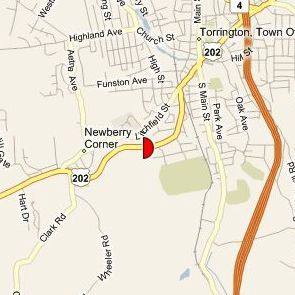 Main St
4
Church St
Torrington, Town O
Highland Ave
202
Hill St
High St
Aetna Ave
Funston Ave
Litchfield St
S Main St
Park Ave
Oak Ave
Newberry
Corner
202
Hart Dr
Clark Rd
Wheeler Rd